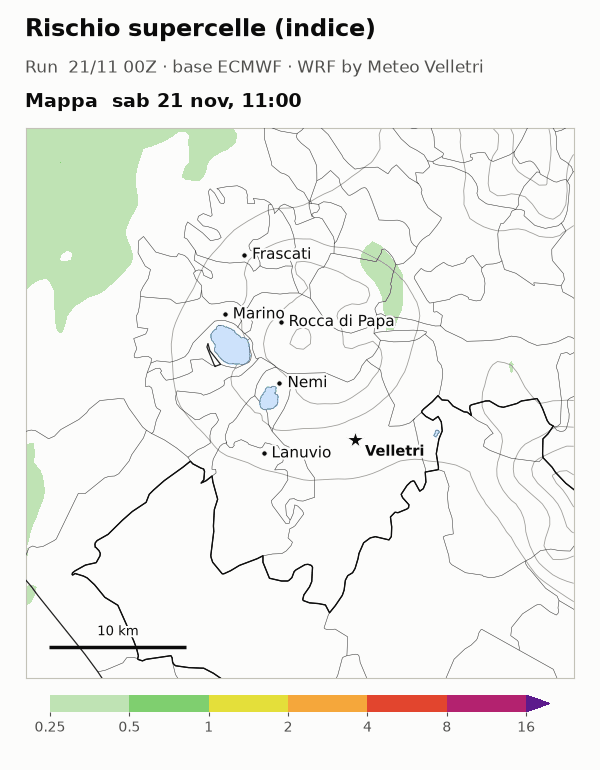 Rischio supercelle (indice)
Run  21/11 00Z · base ECMWF · WRF by Meteo Velletri
Mappa  sab 21 nov, 11:00
Frascati
Marino
Rocca di Papa
Nemi
Velletri
Lanuvio
10 km
0.25 0.5 1 2 4 8 16